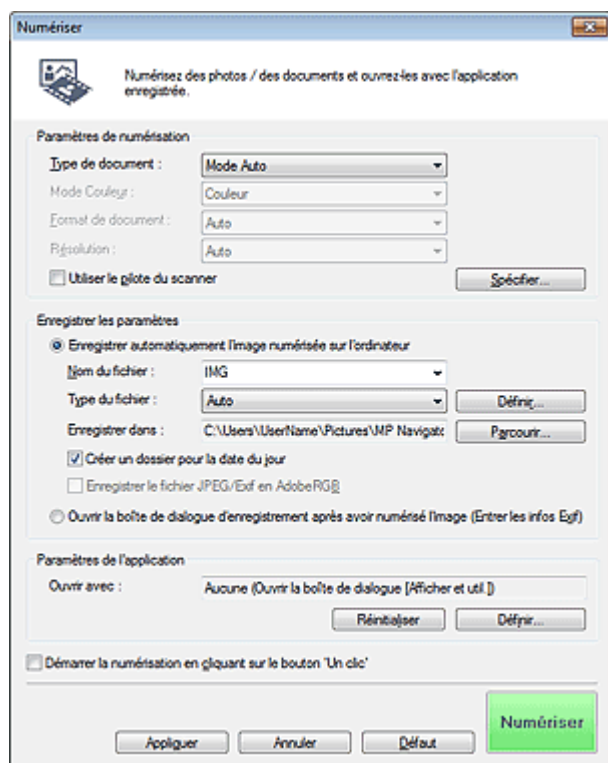 Numériser
Numérisez des photos / des documents et ouvrez-les avec l'application
enregistrée.
Paramètres de numérisation
Type de document : Mode Auto
Mode Couleur : Couleur
Format de document : Auto
Résolution : Auto
Utiliser le pilote du scanner Spécifier...
Enregistrer les paramètres
Enregistrer automatiquement l'image numérisée sur l'ordinateur
Nom du fichier : IMG
Type du fichier : Auto Définir...
Enregistrer dans : C:\Users\UserName\Pictures\MP Navigatc Parcourir...
Créer un dossier pour la date du jour
Enregistrer le fichier JPEG/Exif en AdobeRGB
Ouvrir la boîte de dialogue d'enregistrement après avoir numérisé l'image (Entrer les infos Exif)
Paramètres de l'application
Ouvrir avec : Aucune (Ouvrir la boîte de dialogue [Afficher et util.])
Réinitialiser Définir...
Démarrer la numérisation en cliquant sur le bouton 'Un clic'
Numériser
Appliquer Annuler Défaut